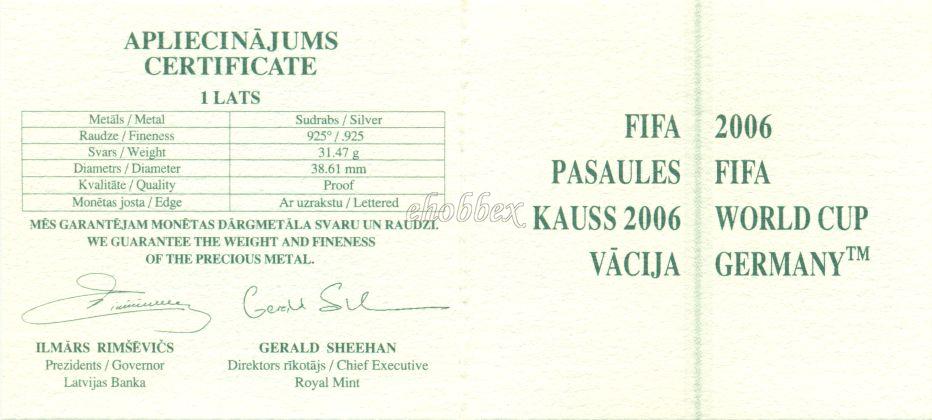 APLIECINĀJUMS
CERTIFICATE
1 LATS
Metāls / Metal Sudrabs / Silver
Raudze / Fineness 925° / .925
Svars / Weight 31.47 g
Diametrs / Diameter 38.61 mm
Kvalitāte / Quality Proof
Monētas josta / Edge Ar uzrakstu / Lettered
MĒS GARANTĒJAM MONĒTAS DĀRGMETĀLA SVARU UN RAUDZI.
WE GUARANTEE THE WEIGHT AND FINENESS
OF THE PRECIOUS METAL.
Gerald Sheehan
ILMĀRS RIMŠĒVIČS
Prezidents / Governor
Latvijas Banka
GERALD SHEEHAN
Direktors rīkotājs / Chief Executive
Royal Mint
ehobbex
FIFA
PASAULES
KAUSS 2006
VĀCIJA
2006
FIFA
WORLD CUP
GERMANY™